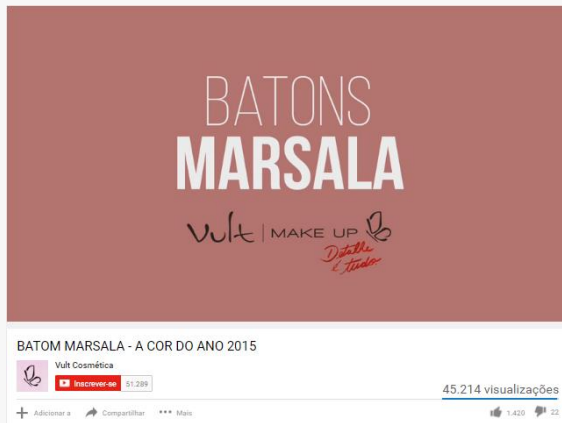 BATONS
MARSALA
Vult | MAKE UP
Detalhe
é tudo
BATOM MARSALA - A COR DO ANO 2015
Vult Cosmética
Inscrever-se 51.289
45.214 visualizações
Adicionar a Compartilhar Mais 1.420 22